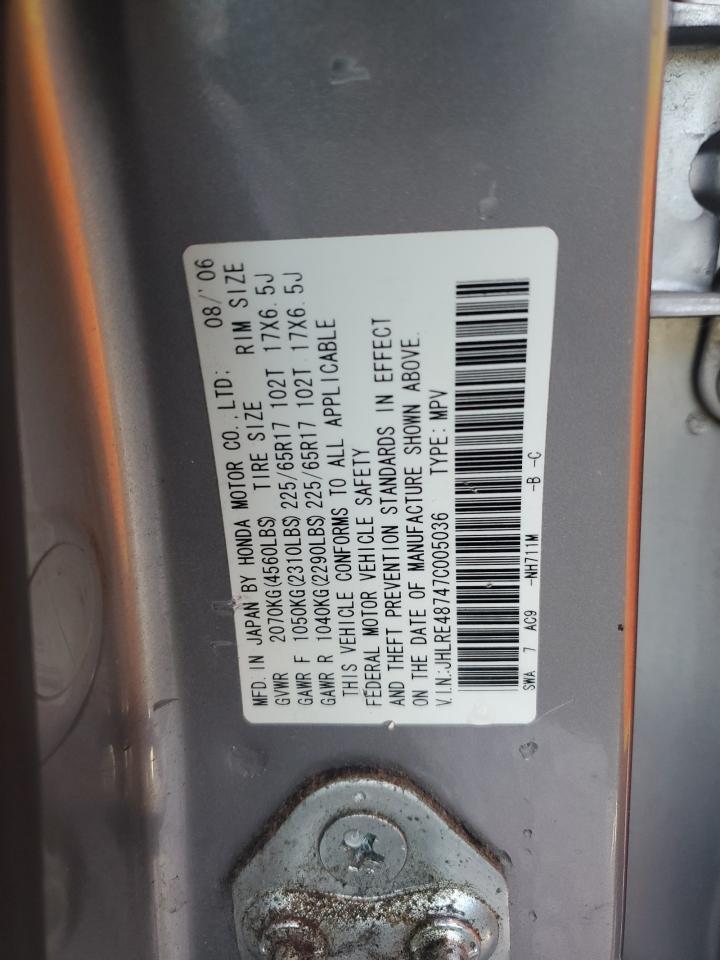 MFD. IN JAPAN BY HONDA MOTOR CO., LTD: 08/'06
GVWR 2070KG(4560LBS) TIRE SIZE RIM SIZE
GAWR F 1050KG(2310LBS) 225/65R17 102T 17X6.5J
GAWR R 1040KG(2290LBS) 225/65R17 102T. 17X6.5J
THIS VEHICLE CONFORMS TO ALL APPLICABLE
FEDERAL MOTOR VEHICLE SAFETY
AND THEFT PREVENTION STANDARDS IN EFFECT
ON THE DATE OF MANUFACTURE SHOWN ABOVE.
V.I.N.:JHLRE48747C005036 TYPE: MPV
SWA 7 AC9 -NH711M -B -C